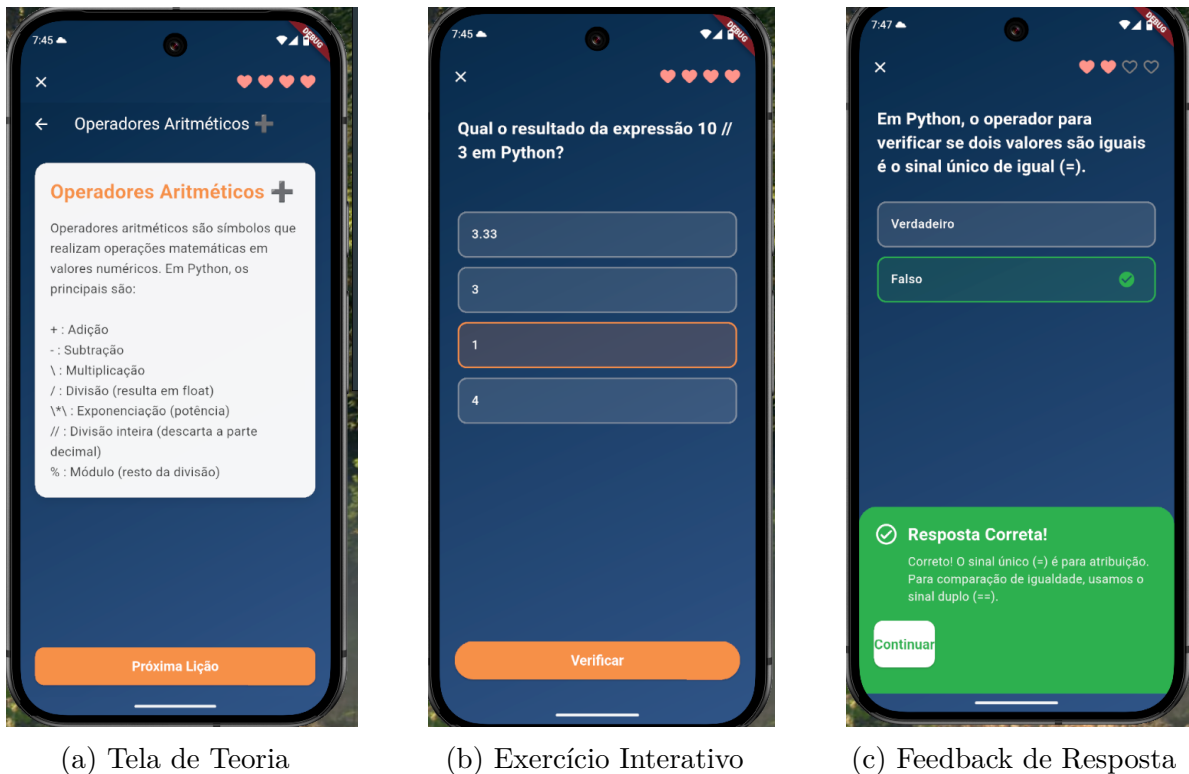 7:45
DEBUG
Operadores Aritméticos ➕
Operadores Aritméticos ➕
Operadores aritméticos são símbolos que
realizam operações matemáticas em
valores numéricos. Em Python, os
principais são:
+ : Adição
- : Subtração
\ : Multiplicação
/ : Divisão (resulta em float)
\*\ : Exponenciação (potência)
// : Divisão inteira (descarta a parte
decimal)
% : Módulo (resto da divisão)
Próxima Lição
(a) Tela de Teoria
7:45
DEBUG
Qual o resultado da expressão 10 //
3 em Python?
3.33
3
1
4
Verificar
(b) Exercício Interativo
7:47
DEBUG
Em Python, o operador para
verificar se dois valores são iguais
é o sinal único de igual (=).
Verdadeiro
Falso
Resposta Correta!
Correto! O sinal único (=) é para atribuição.
Para comparação de igualdade, usamos o
sinal duplo (==).
Continuar
(c) Feedback de Resposta